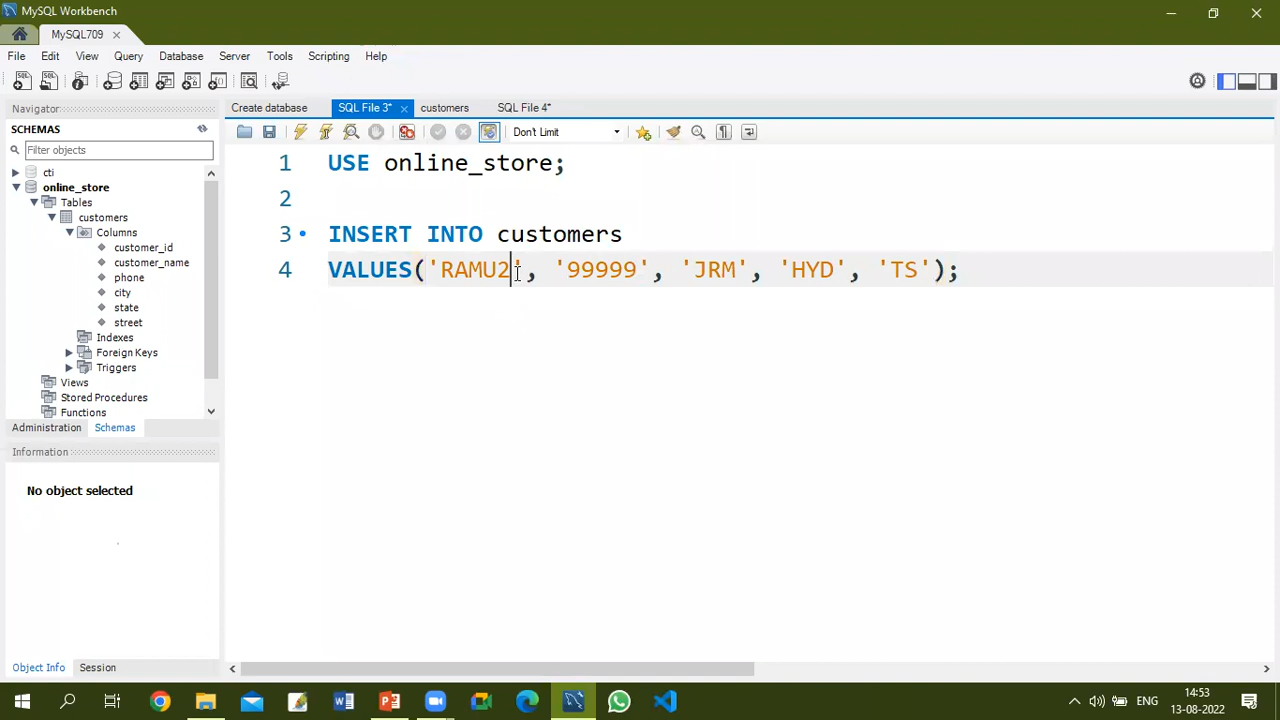 MySQL Workbench
MySQL709
File Edit View Query Database Server Tools Scripting Help
Navigator
SCHEMAS
Filter objects
cti
online_store
Tables
customers
Columns
customer_id
customer_name
phone
city
state
street
Indexes
Foreign Keys
Triggers
Views
Stored Procedures
Functions
Administration Schemas
Information
No object selected
Object Info Session
Create database SQL File 3* customers SQL File 4*
Don't Limit
1 USE online_store;
2
3 INSERT INTO customers
4 VALUES('RAMU2', '99999', 'JRM', 'HYD', 'TS');
ENG
14:53
13-08-2022